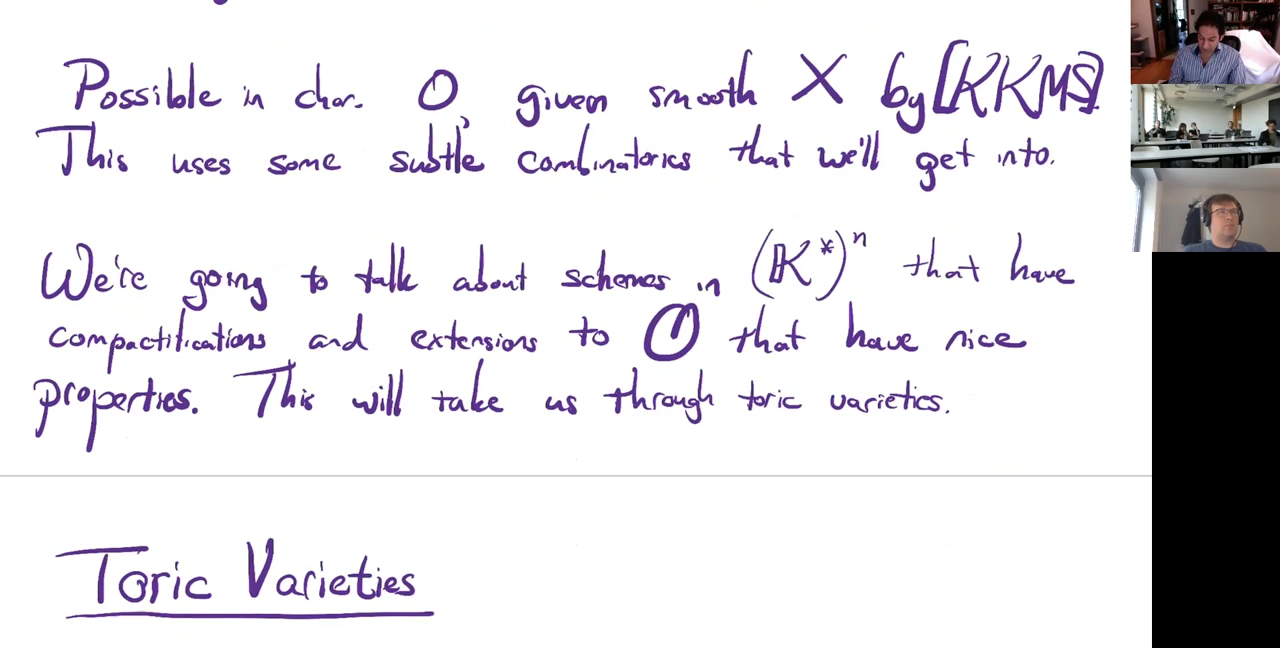 Possible in char. 0, given smooth X by [KKMS].
This uses some subtle combinatorics that we'll get into.
We're going to talk about schemes in (𝕂*)ⁿ that have
compactifications and extensions to 𝒪 that have nice
properties. This will take us through toric varieties.
Toric Varieties